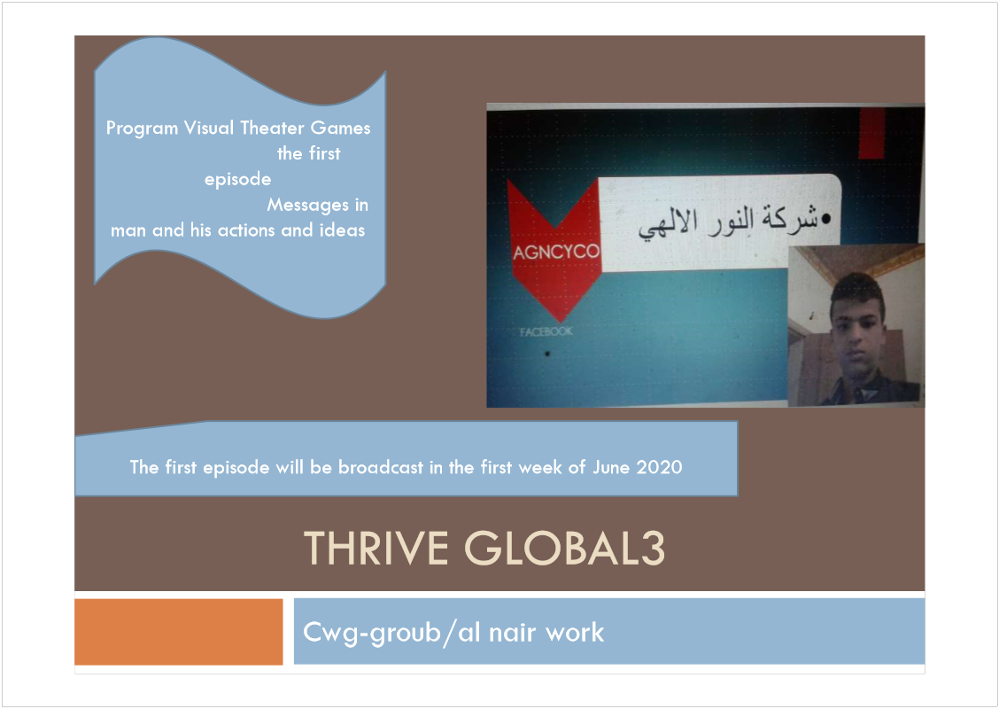 Program Visual Theater Games
the first
episode
Messages in
man and his actions and ideas
•شركة النور الالهي
AGNCYCO
FACEBOOK
The first episode will be broadcast in the first week of June 2020
THRIVE GLOBAL3
Cwg-groub/al nair work